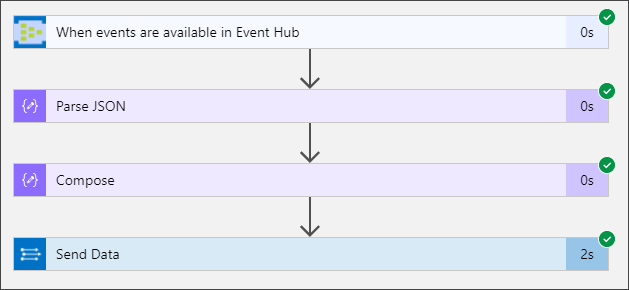 When events are available in Event Hub 0s
Parse JSON 0s
Compose 0s
Send Data 2s